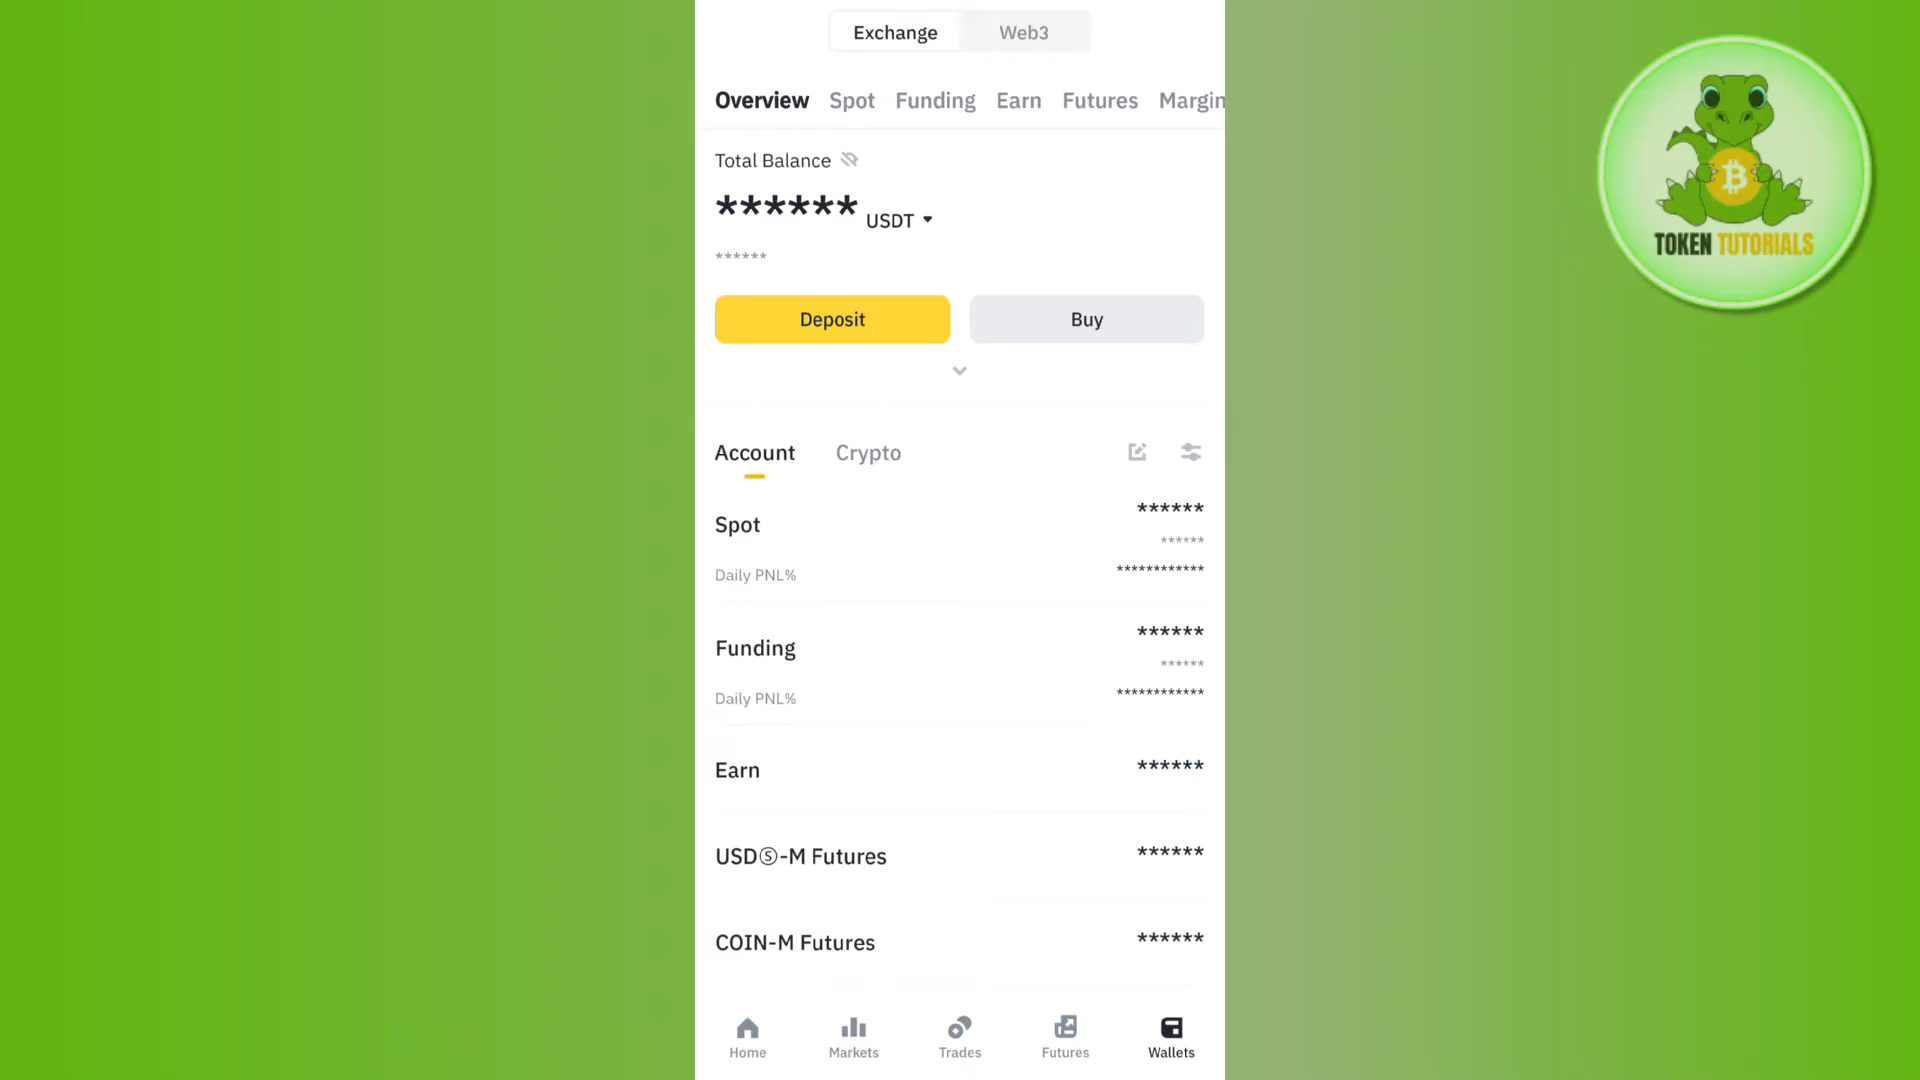 Exchange Web3
Overview Spot Funding Earn Futures Margin
Total Balance
****** USDT
******
Deposit Buy
Account Crypto
Spot ******
******
Daily PNL% ************
Funding ******
******
Daily PNL% ************
Earn ******
USDⓈ-M Futures ******
COIN-M Futures ******
Home Markets Trades Futures Wallets
TOKEN TUTORIALS